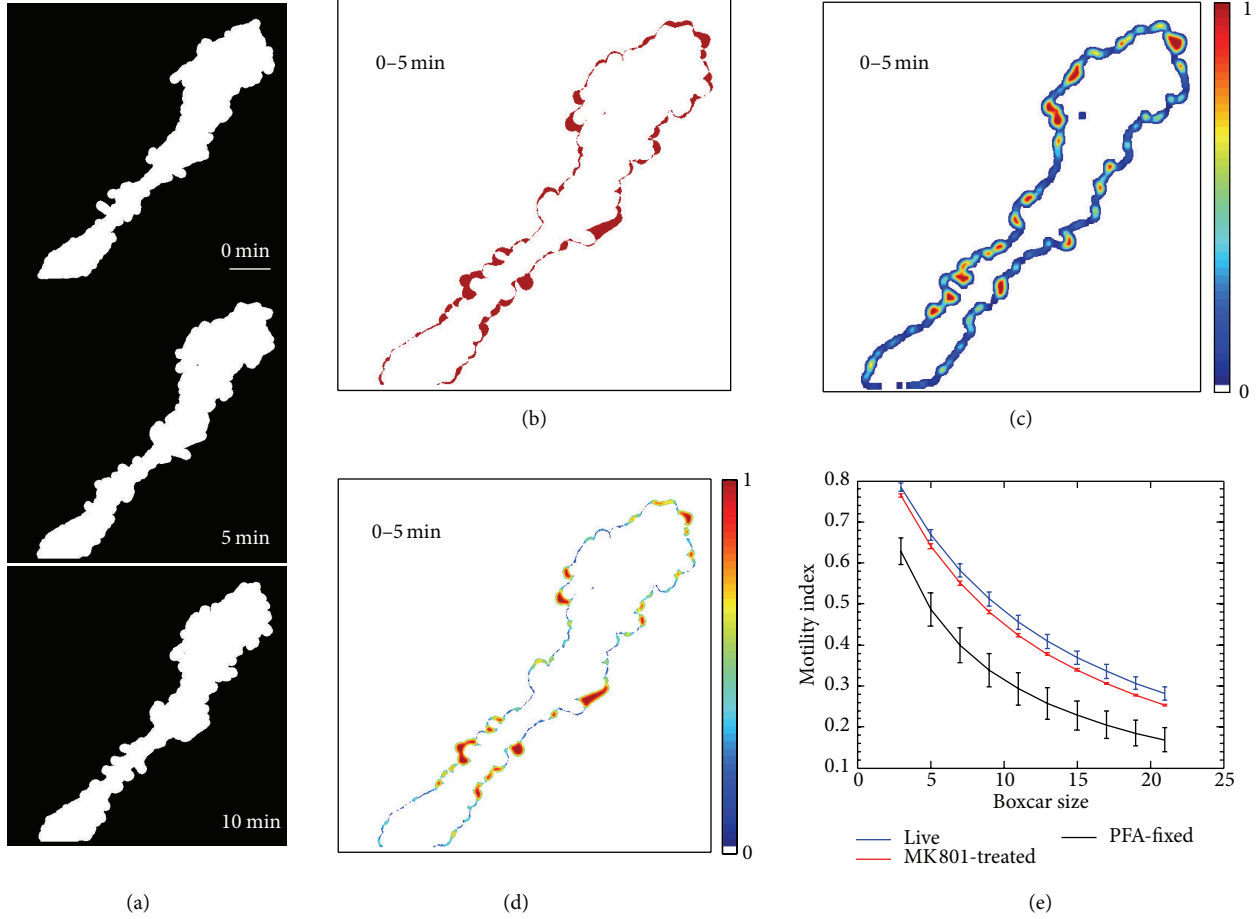 0 min
5 min
10 min
(a)
0–5 min
(b)
0–5 min
1
0
(c)
0–5 min
1
0
(d)
Motility index
0.8
0.7
0.6
0.5
0.4
0.3
0.2
0.1
0 5 10 15 20 25
Boxcar size
Live
MK801-treated
PFA-fixed
(e)